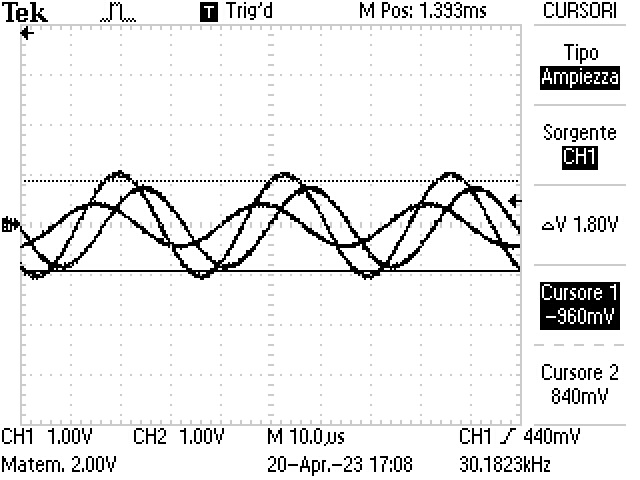 Tek T Trig'd M Pos: 1.393ms CURSORI
Tipo
Ampiezza
Sorgente
CH1
△V 1.80V
Cursore 1
-960mV
Cursore 2
840mV
CH1 1.00V CH2 1.00V M 10.0µs CH1 / 440mV
Matem. 2.00V 20-Apr.-23 17:08 30.1823kHz